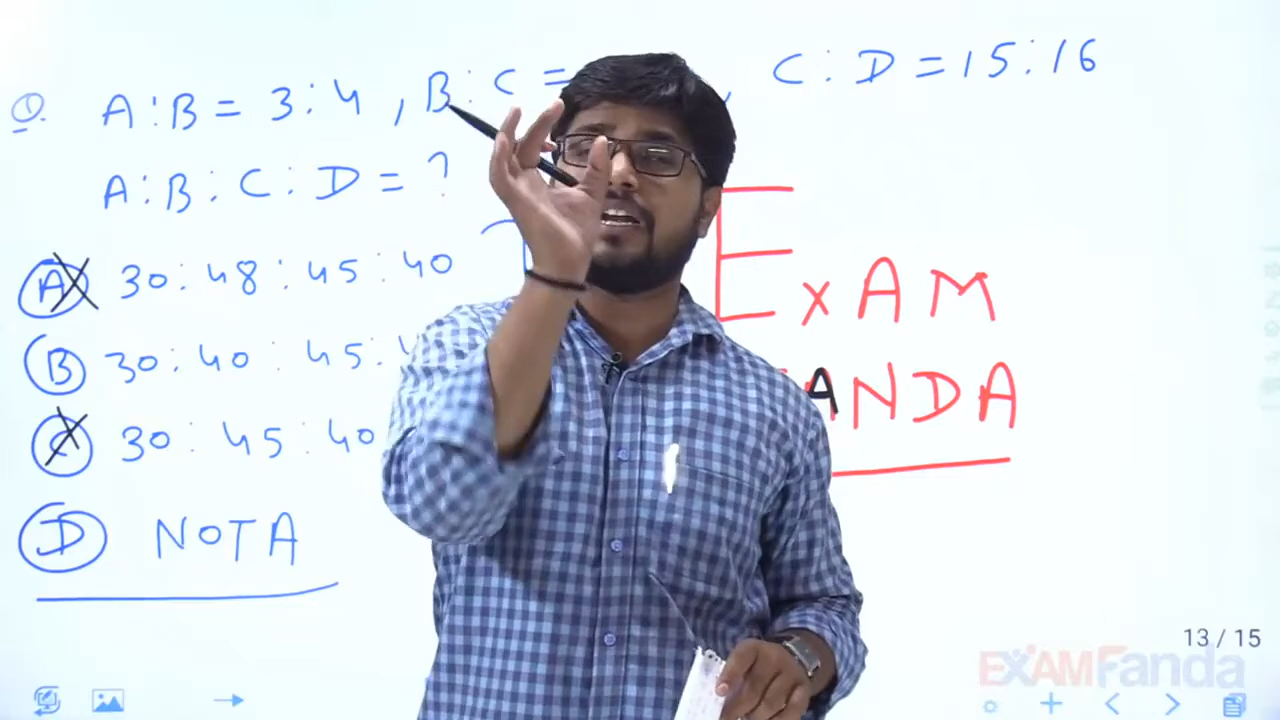 Q. A:B = 3:4 , B:C = , C:D = 15:16
A:B:C:D = ?
A 30:48:45:40
B 30:40:45:
C 30:45:40
D NOTA
EXAM
ANDA
13 / 15
EXAMFanda